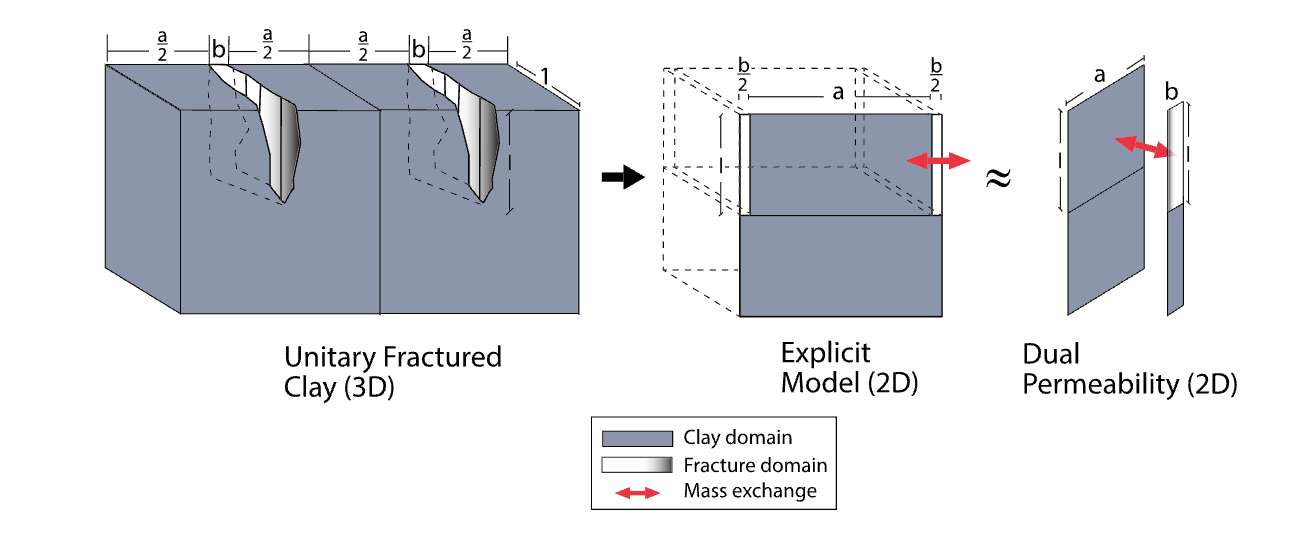 a/2 b a/2 a/2 b a/2
1
b/2 a b/2
a b
Unitary Fractured
Clay (3D)
Explicit
Model (2D)
Dual
Permeability (2D)
Clay domain
Fracture domain
Mass exchange